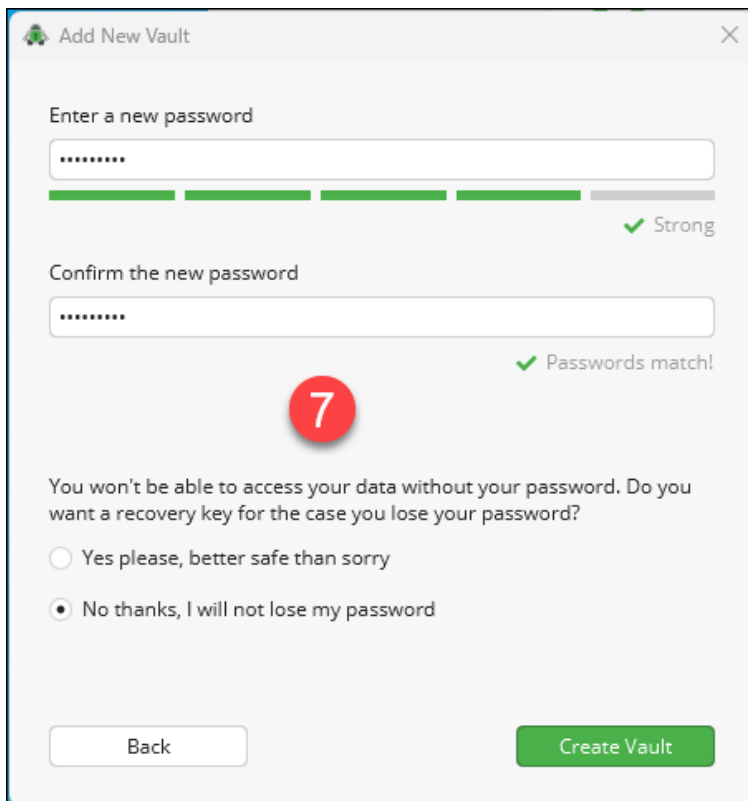 Add New Vault
Enter a new password
•••••••••
Strong
Confirm the new password
•••••••••
Passwords match!
7
You won't be able to access your data without your password. Do you
want a recovery key for the case you lose your password?
Yes please, better safe than sorry
No thanks, I will not lose my password
Back
Create Vault